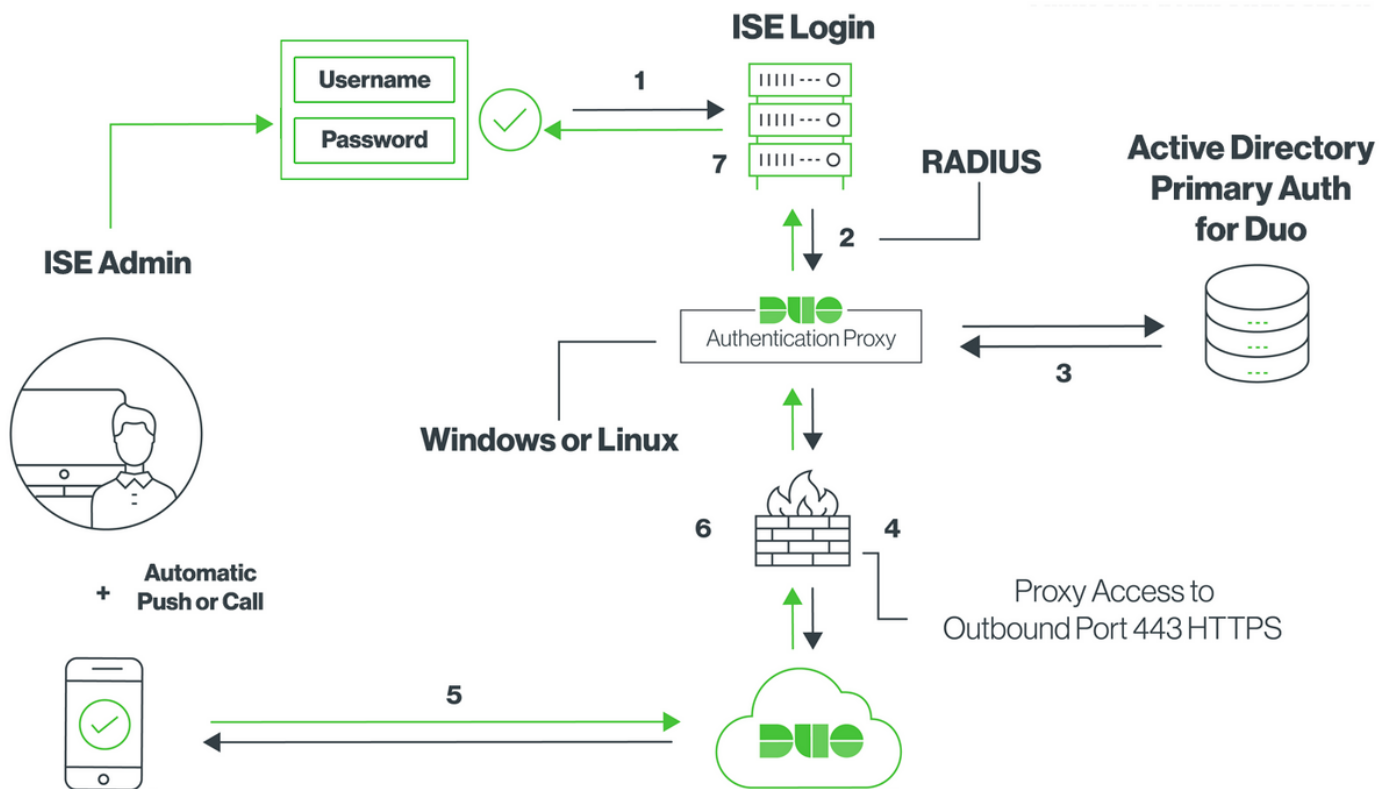 ISE Login
Username
Password
1
7
RADIUS
Active Directory
Primary Auth
for Duo
2
ISE Admin
DUO
Authentication Proxy
3
Windows or Linux
6
4
Automatic
+
Push or Call
Proxy Access to
Outbound Port 443 HTTPS
5
DUO